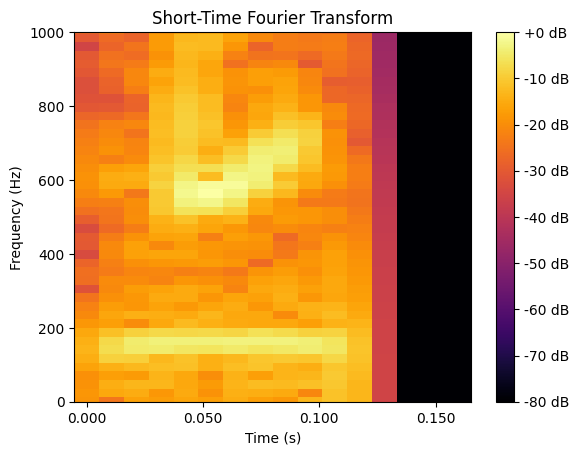 Short-Time Fourier Transform
Frequency (Hz)
1000
800
600
400
200
0
0.000
0.050
0.100
0.150
Time (s)
+0 dB
-10 dB
-20 dB
-30 dB
-40 dB
-50 dB
-60 dB
-70 dB
-80 dB